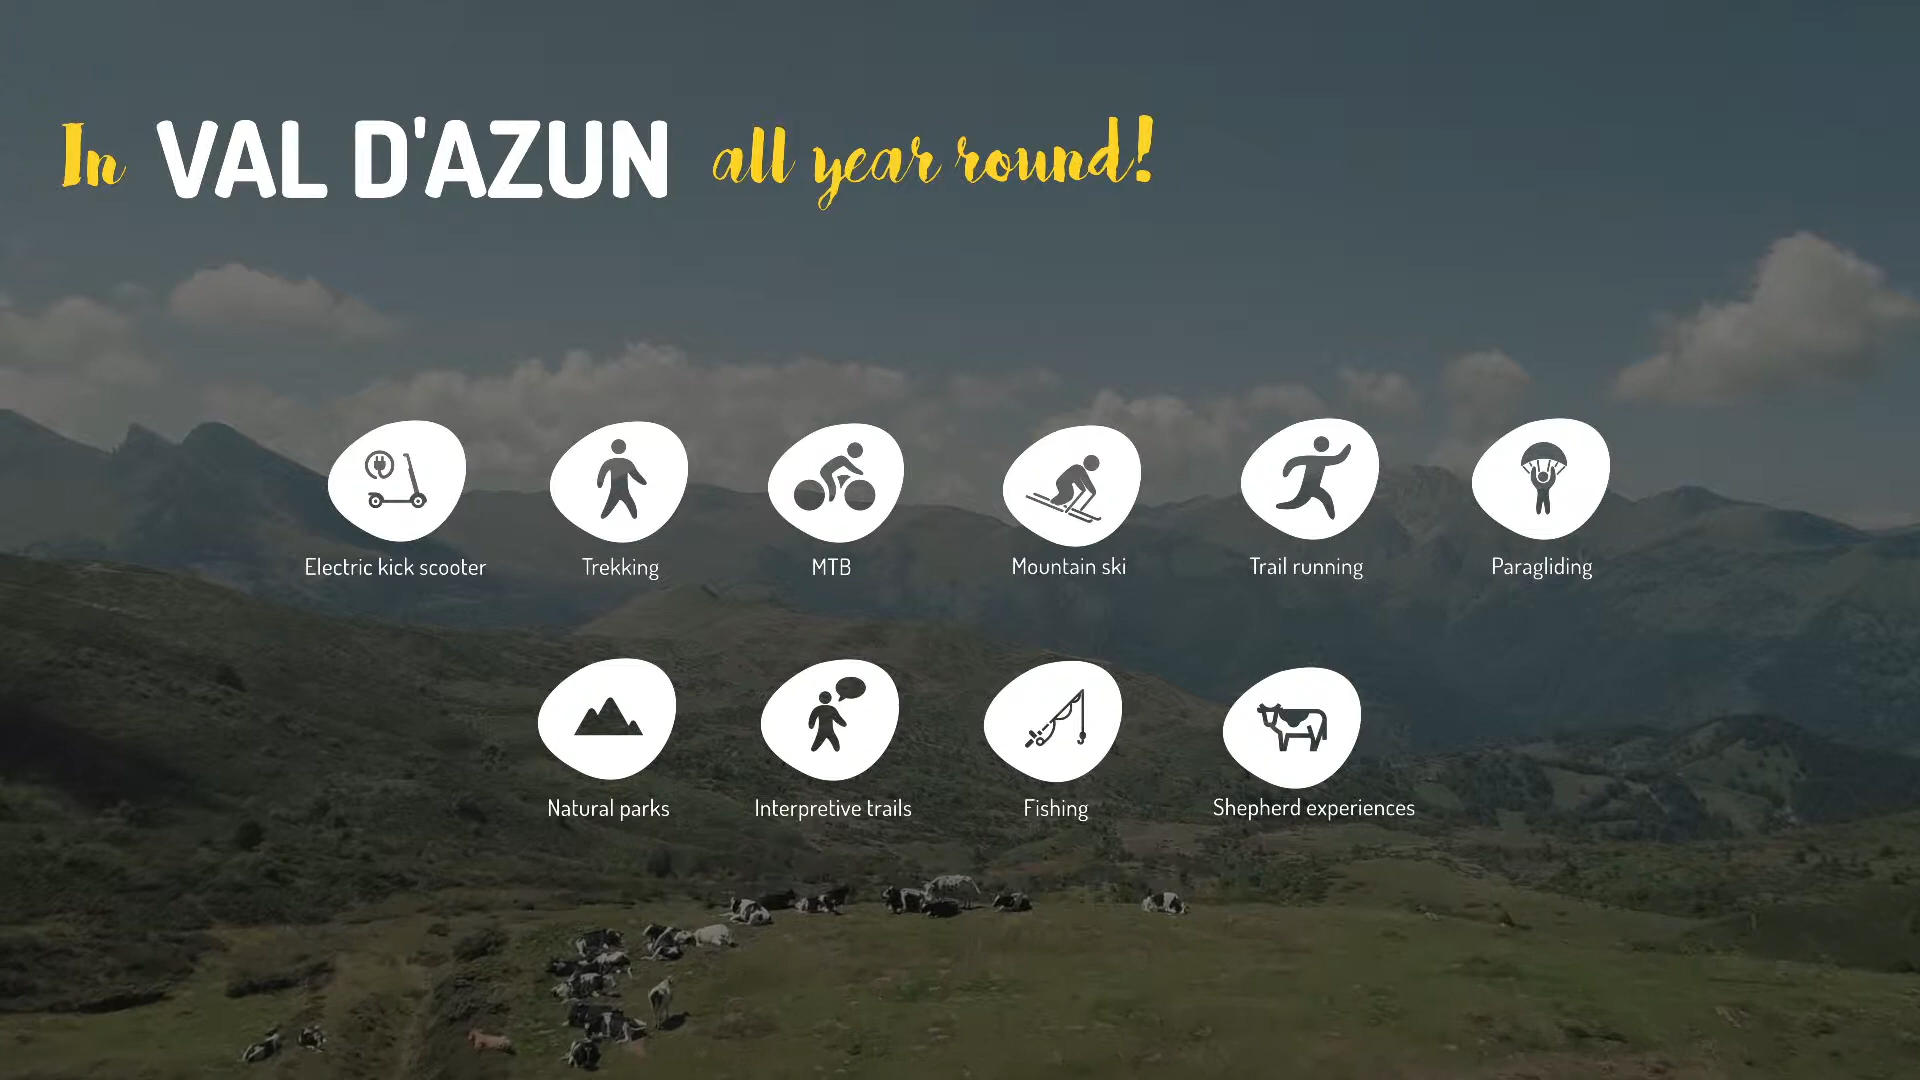 In VAL D'AZUN all year round!
Electric kick scooter
Trekking
MTB
Mountain ski
Trail running
Paragliding
Natural parks
Interpretive trails
Fishing
Shepherd experiences